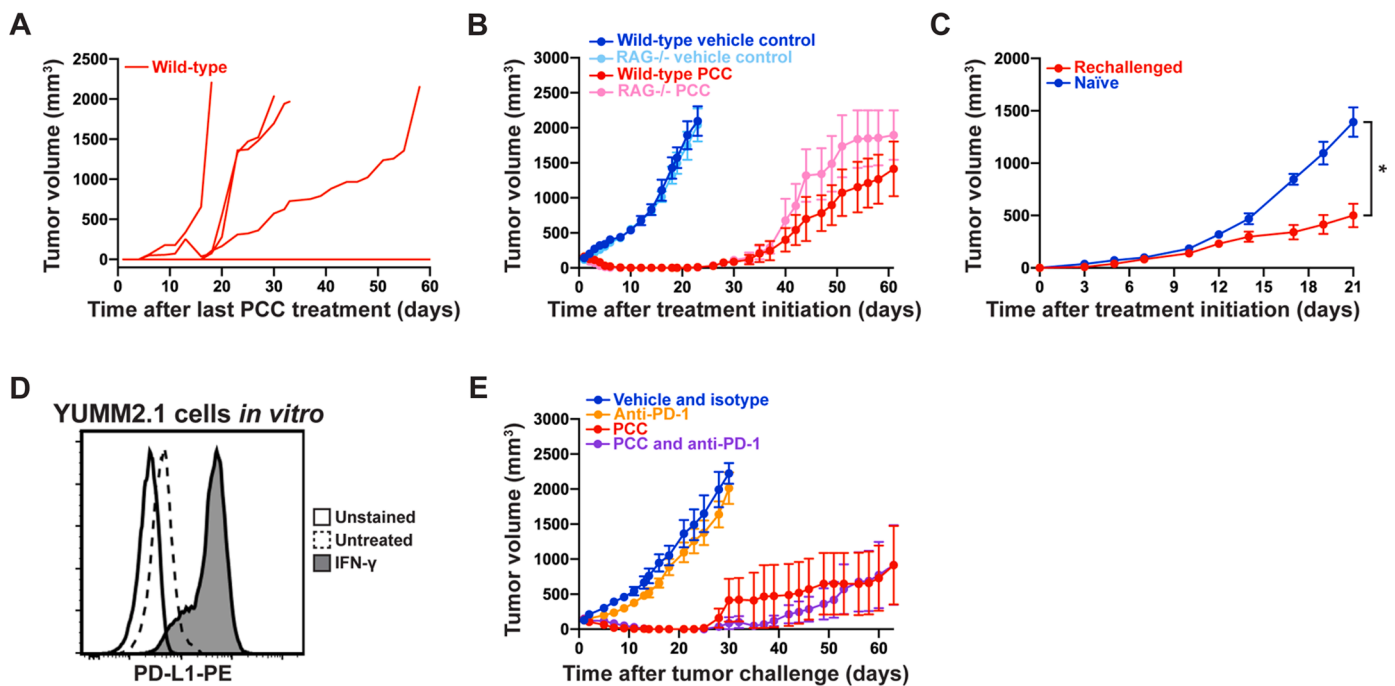 A
Tumor volume (mm³)
2500
2000
1500
1000
500
0
Wild-type
0 10 20 30 40 50 60
Time after last PCC treatment (days)
B
Tumor volume (mm³)
3000
2500
2000
1500
1000
500
0
Wild-type vehicle control
RAG-/- vehicle control
Wild-type PCC
RAG-/- PCC
0 10 20 30 40 50 60
Time after treatment initiation (days)
C
Tumor volume (mm³)
2000
1500
1000
500
0
Rechallenged
Naïve
*
0 3 6 9 12 15 18 21
Time after treatment initiation (days)
D
YUMM2.1 cells in vitro
Unstained
Untreated
IFN-γ
PD-L1-PE
E
Tumor volume (mm³)
3000
2500
2000
1500
1000
500
0
Vehicle and isotype
Anti-PD-1
PCC
PCC and anti-PD-1
0 10 20 30 40 50 60
Time after tumor challenge (days)